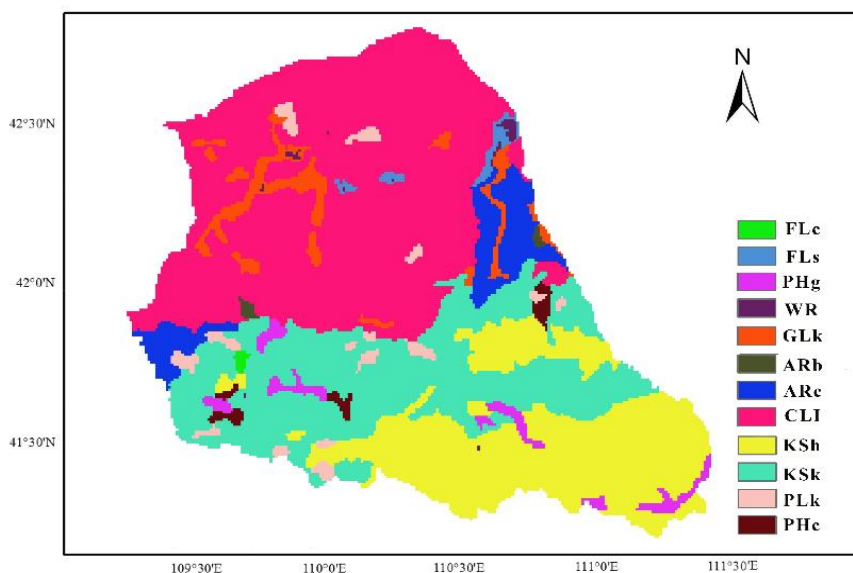 N
42°30'N
42°0'N
41°30'N
FLc
FLs
PHg
WR
GLk
ARb
ARc
CLI
KSh
KSk
PLk
PHc
109°30'E 110°0'E 110°30'E 111°0'E 111°30'E